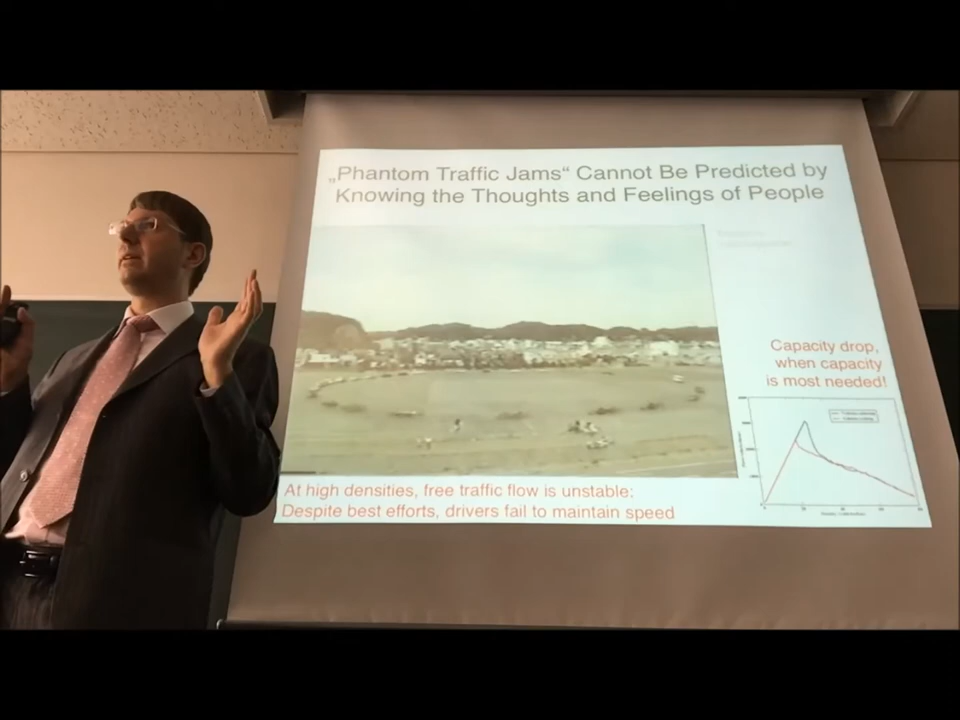 „Phantom Traffic Jams“ Cannot Be Predicted by
Knowing the Thoughts and Feelings of People
Capacity drop,
when capacity
is most needed!
At high densities, free traffic flow is unstable:
Despite best efforts, drivers fail to maintain speed